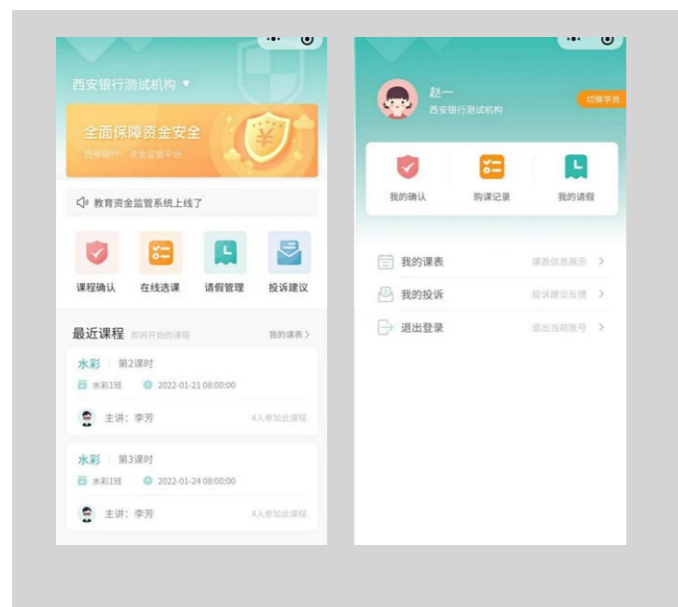 西安银行测试机构
全面保障资金安全
西安银行 资金监管平台
教育资金监管系统上线了
课程确认 在线选课 请假管理 投诉建议
最近课程 即将开始的课程 我的课表
水彩 第2课时
水彩1班 2022-01-21 08:00:00
主讲：李芳 4人参加此课程
水彩 第3课时
水彩1班 2022-01-24 08:00:00
主讲：李芳 4人参加此课程
赵一
西安银行测试机构
切换学员
我的确认 购课记录 我的请假
我的课表 课表信息展示
我的投诉 投诉建议反馈
退出登录 退出当前账号